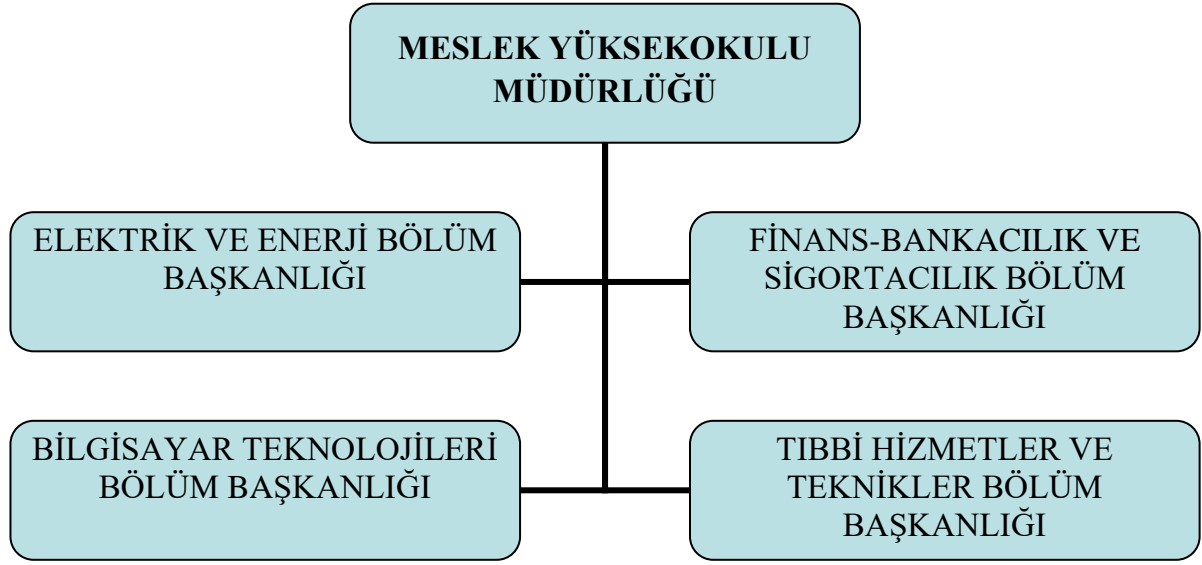 MESLEK YÜKSEKOKULU
MÜDÜRLÜĞÜ
ELEKTRİK VE ENERJİ BÖLÜM
BAŞKANLIĞI
FİNANS-BANKACILIK VE
SİGORTACILIK BÖLÜM
BAŞKANLIĞI
BİLGİSAYAR TEKNOLOJİLERİ
BÖLÜM BAŞKANLIĞI
TIBBİ HİZMETLER VE
TEKNİKLER BÖLÜM
BAŞKANLIĞI